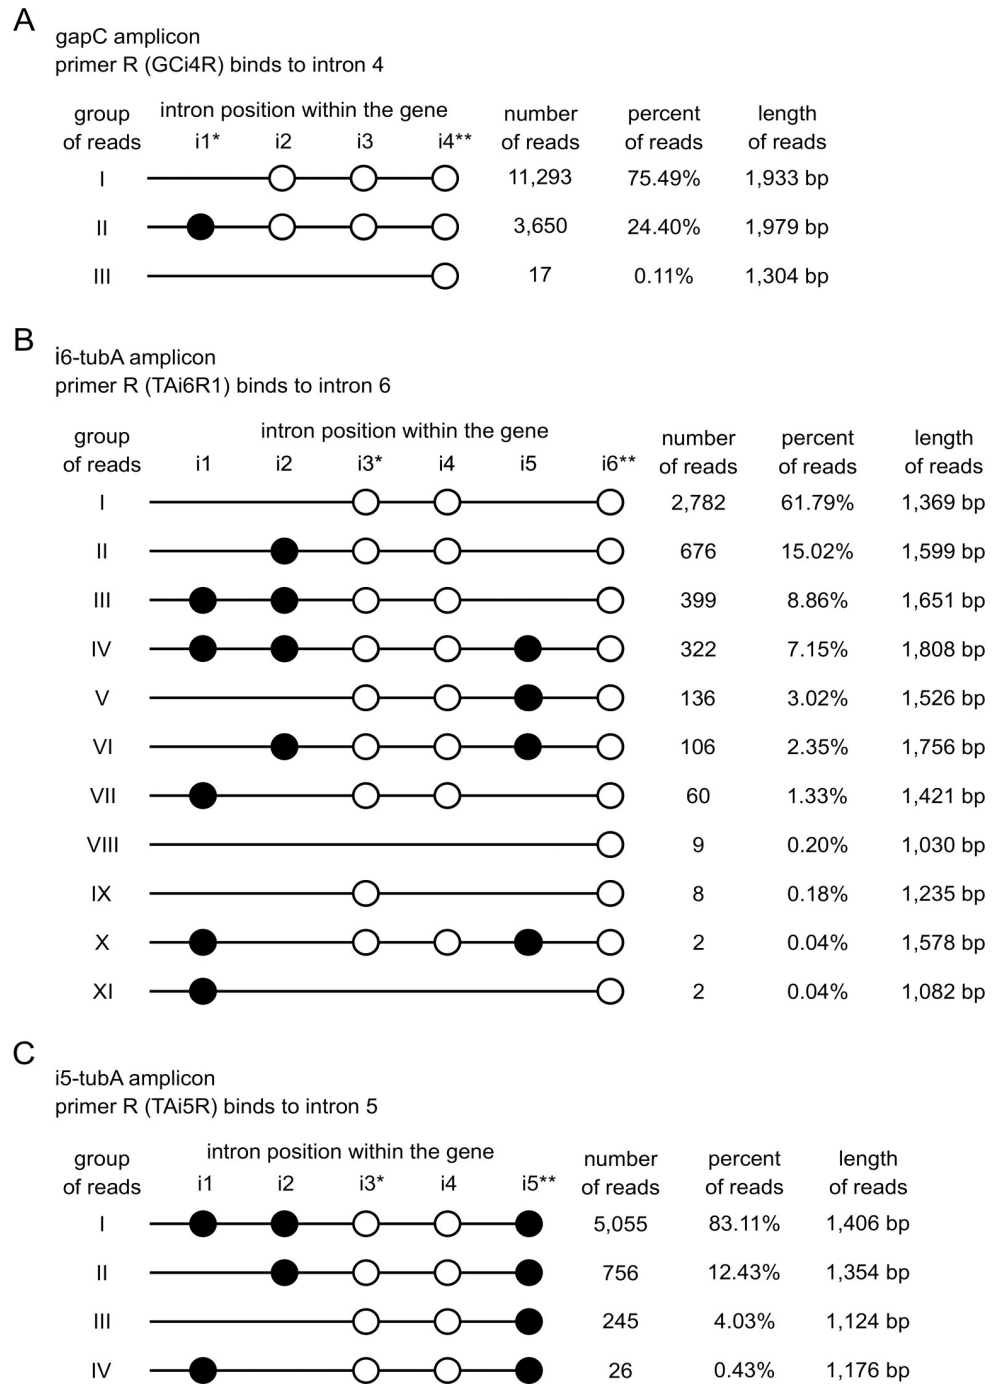 A
gapC amplicon
primer R (GCi4R) binds to intron 4
group of reads intron position within the gene number of reads percent of reads length of reads
i1* i2 i3 i4**
I 11,293 75.49% 1,933 bp
II 3,650 24.40% 1,979 bp
III 17 0.11% 1,304 bp
B
i6-tubA amplicon
primer R (TAi6R1) binds to intron 6
group of reads intron position within the gene number of reads percent of reads length of reads
i1 i2 i3* i4 i5 i6**
I 2,782 61.79% 1,369 bp
II 676 15.02% 1,599 bp
III 399 8.86% 1,651 bp
IV 322 7.15% 1,808 bp
V 136 3.02% 1,526 bp
VI 106 2.35% 1,756 bp
VII 60 1.33% 1,421 bp
VIII 9 0.20% 1,030 bp
IX 8 0.18% 1,235 bp
X 2 0.04% 1,578 bp
XI 2 0.04% 1,082 bp
C
i5-tubA amplicon
primer R (TAi5R) binds to intron 5
group of reads intron position within the gene number of reads percent of reads length of reads
i1 i2 i3* i4 i5**
I 5,055 83.11% 1,406 bp
II 756 12.43% 1,354 bp
III 245 4.03% 1,124 bp
IV 26 0.43% 1,176 bp